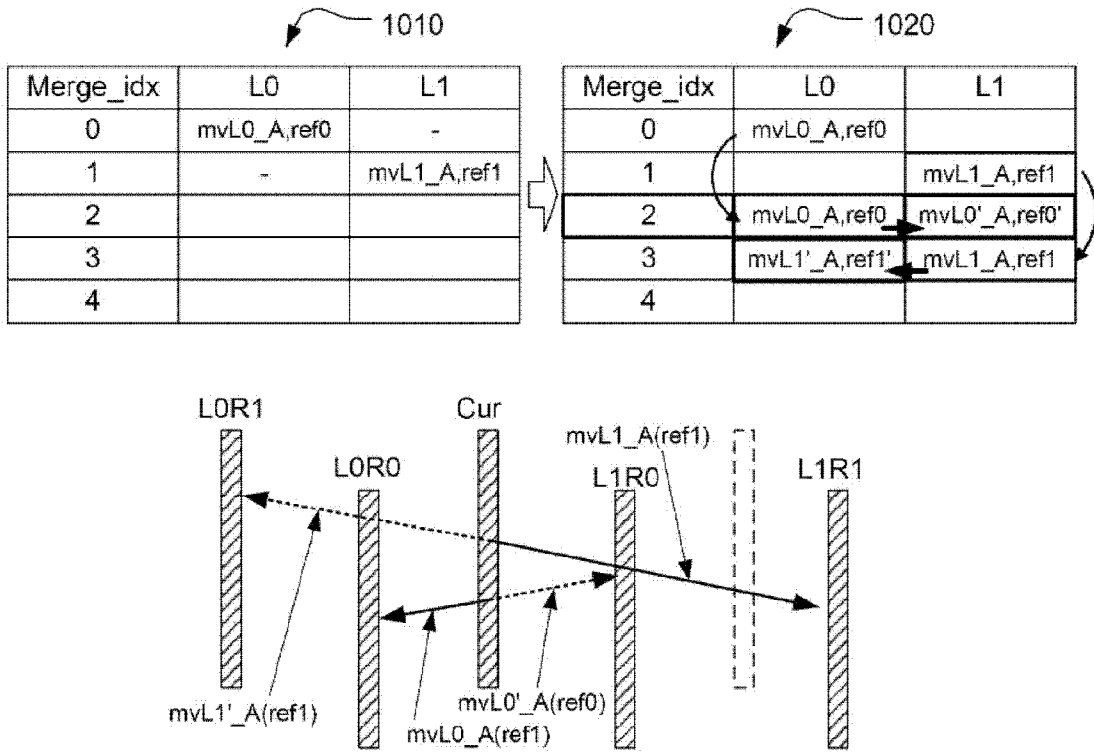 1010
1020
Merge_idx L0 L1
0 mvL0_A,ref0 -
1 - mvL1_A,ref1
2
3
4
Merge_idx L0 L1
0 mvL0_A,ref0
1 mvL1_A,ref1
2 mvL0_A,ref0 mvL0'_A,ref0'
3 mvL1'_A,ref1' mvL1_A,ref1
4
L0R1
Cur
mvL1_A(ref1)
L0R0
L1R0
L1R1
mvL1'_A(ref1)
mvL0'_A(ref0)
mvL0_A(ref1)